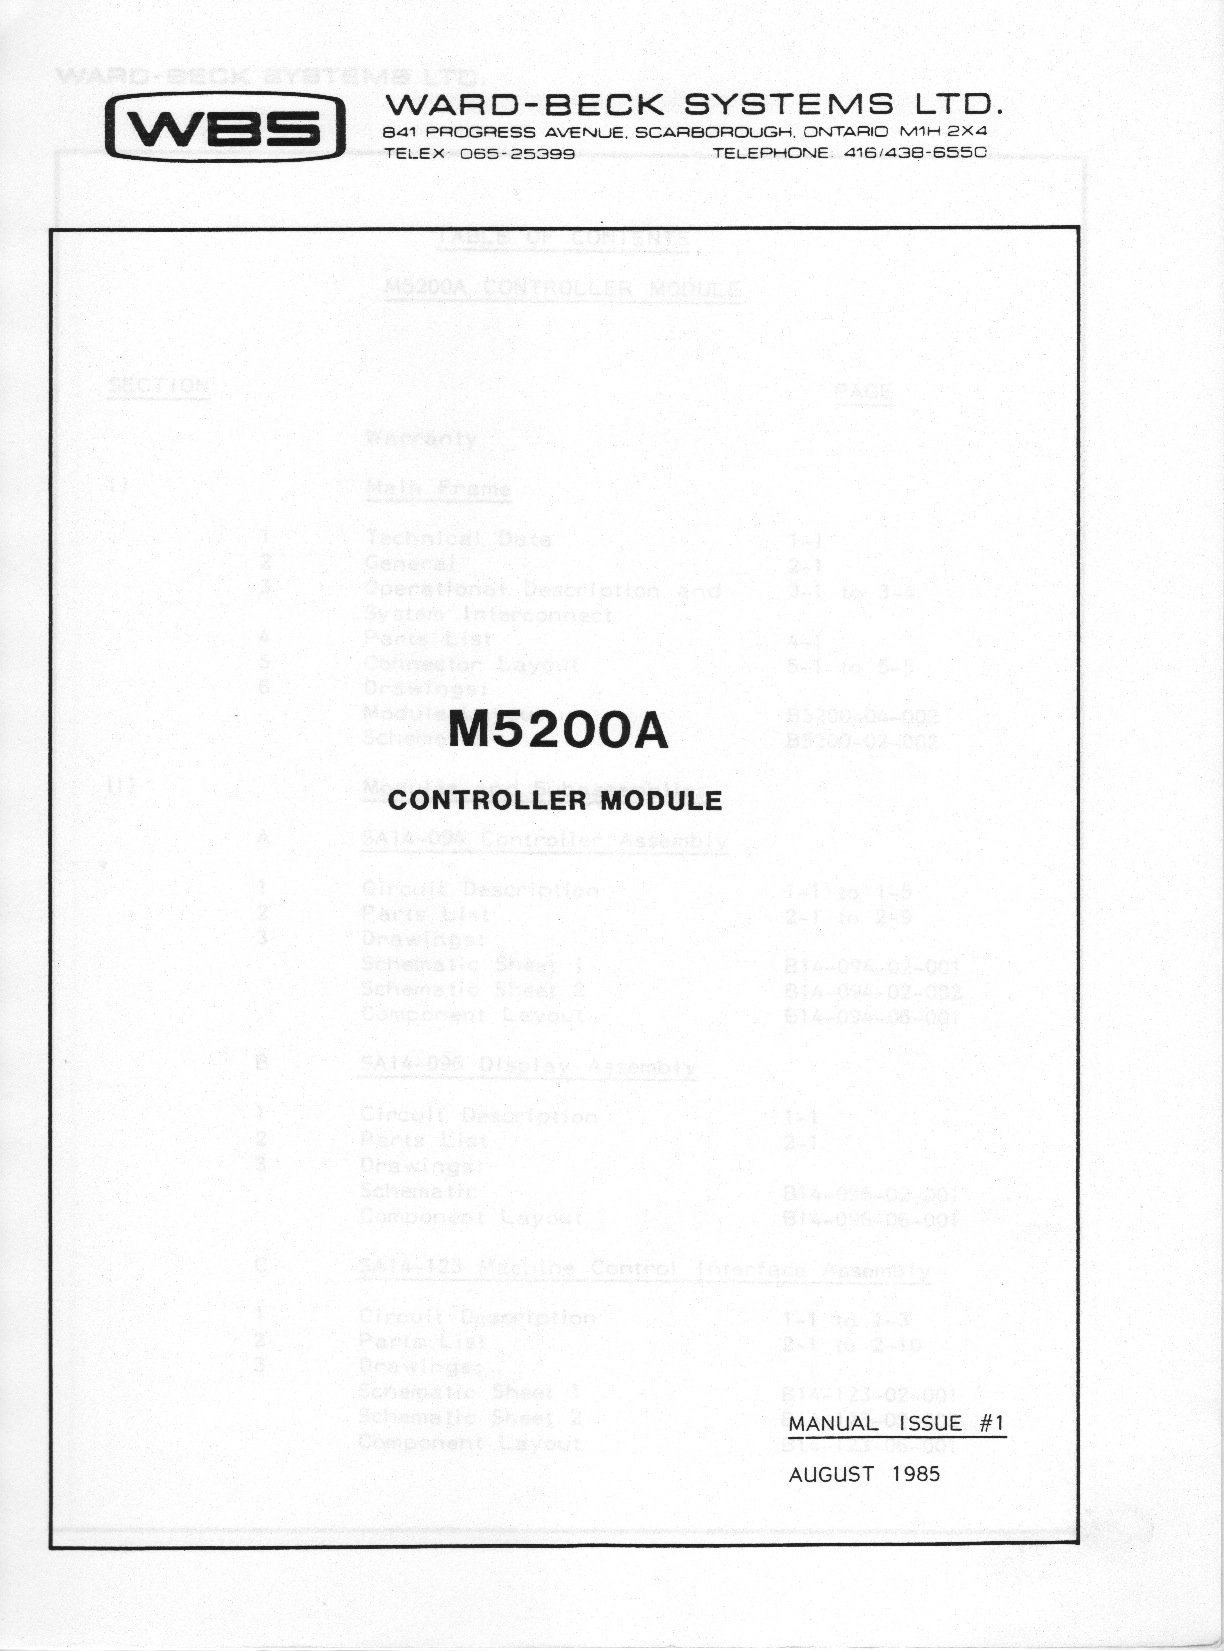 WARD-BECK SYSTEMS LTD.
WBS
WARD-BECK SYSTEMS LTD.
841 PROGRESS AVENUE, SCARBOROUGH, ONTARIO M1H 2X4
TELEX 065-25399 TELEPHONE 416/438-6550
TABLE OF CONTENTS
M5200A CONTROLLER MODULE
SECTION PAGE
Warranty
Main Frame
1 Technical Data 1-1
2 General 2-1
3 Operational Description and 3-1 to
System Interconnect
4 Parts List 4-1
5 Connector Layout 5-1 to 5-5
6 Drawings:
B5200-04-002
B5200-02-002
M5200A
CONTROLLER MODULE
A SA14-094 Controller Assembly
1 Circuit Description 1-1 to 1-5
2 Parts List 2-1 to 2-9
3 Drawings:
Schematic Sheet 1 B14-094-02-001
Schematic Sheet 2 B14-094-02-002
Component Layout B14-094-06-001
B SA14-096 Display Assembly
1 Circuit Description 1-1
2 Parts List 2-1
3 Drawings:
Schematic B14-096-02-001
Component Layout B14-096-06-001
C SA14-123 Machine Control Interface Assembly
1 Circuit Description 1-1 to 1-3
2 Parts List 2-1 to 2-10
3 Drawings:
Schematic Sheet 1 B14-123-02-001
Schematic Sheet 2
Component Layout
MANUAL ISSUE #1
AUGUST 1985